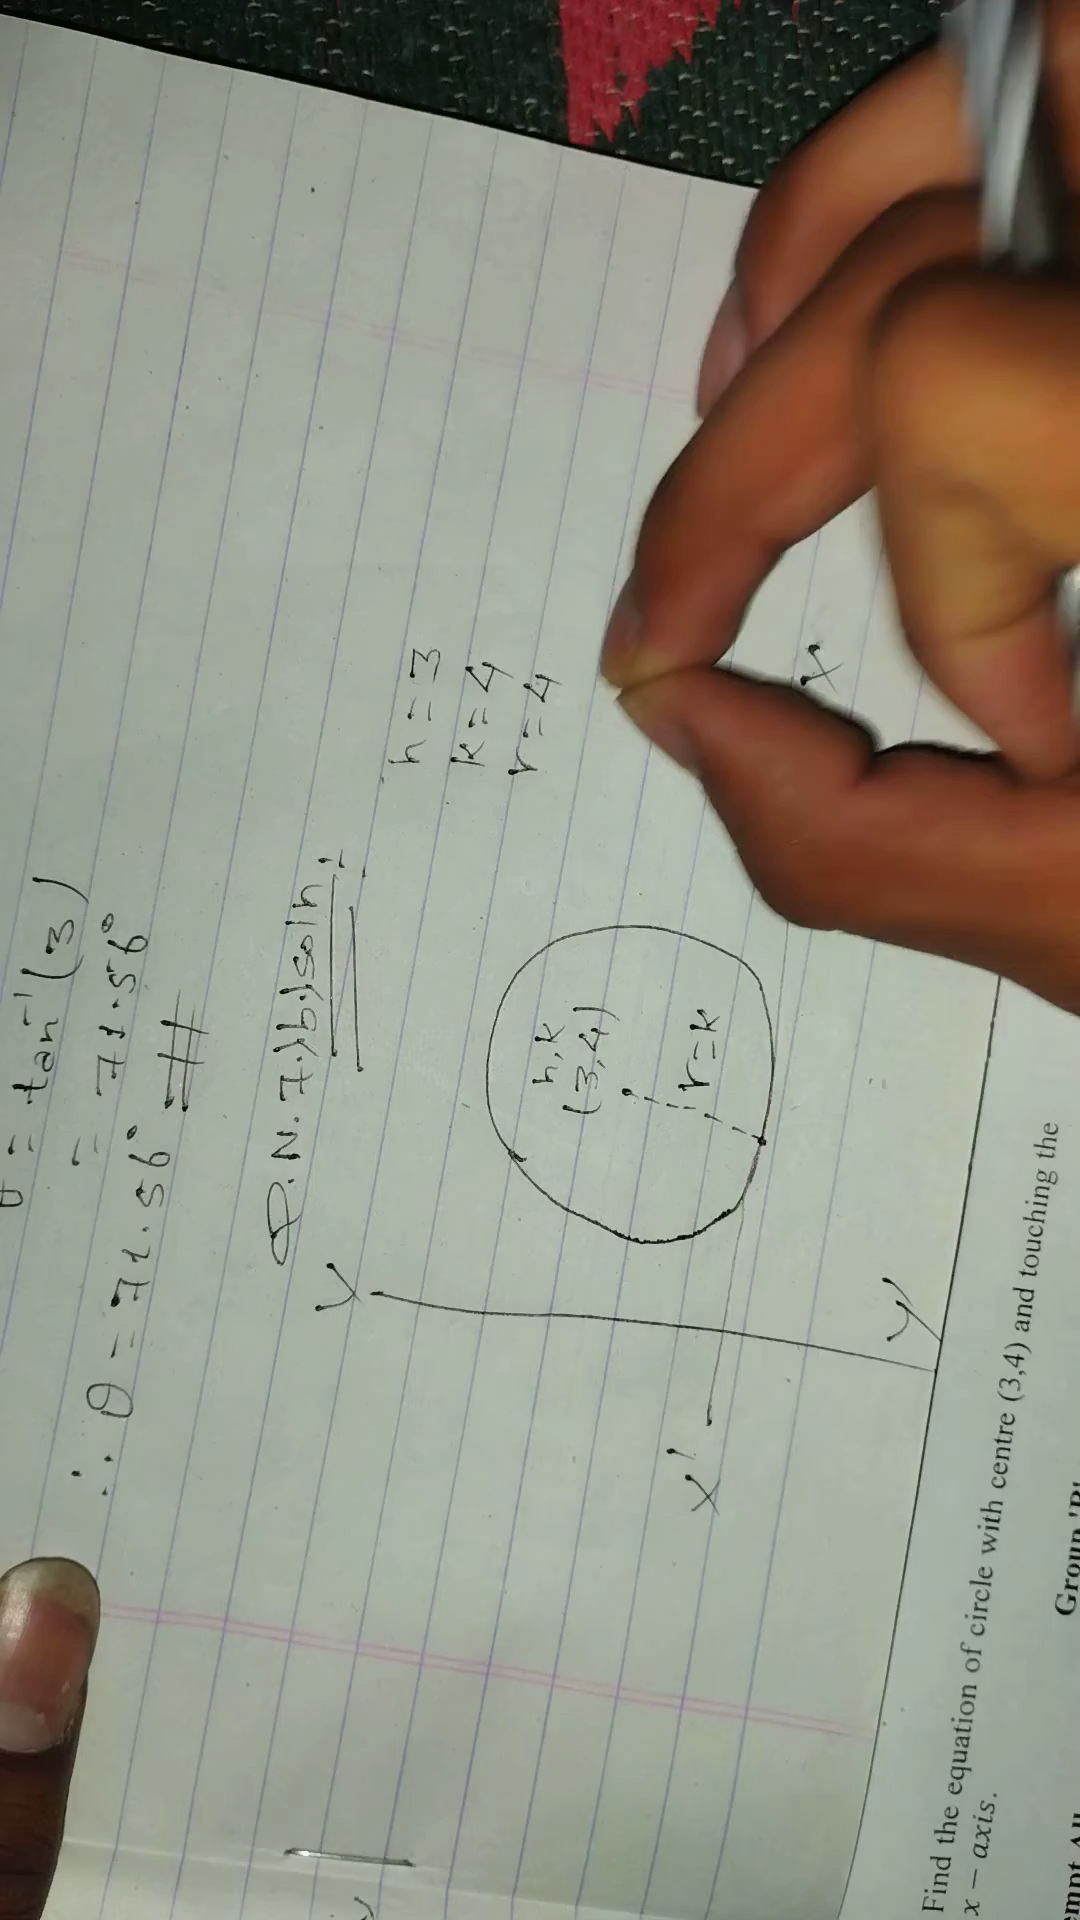 θ = tan⁻¹(3)
= 71.56°
∴ θ = 71.56°
Q.N.7.)b.)soln,
h = 3
k = 4
r = 4
Y
h,k
(3,4)
r=k
X'
X
Y'
Find the equation of circle with centre (3,4) and touching the
x − axis.
Group 'B'